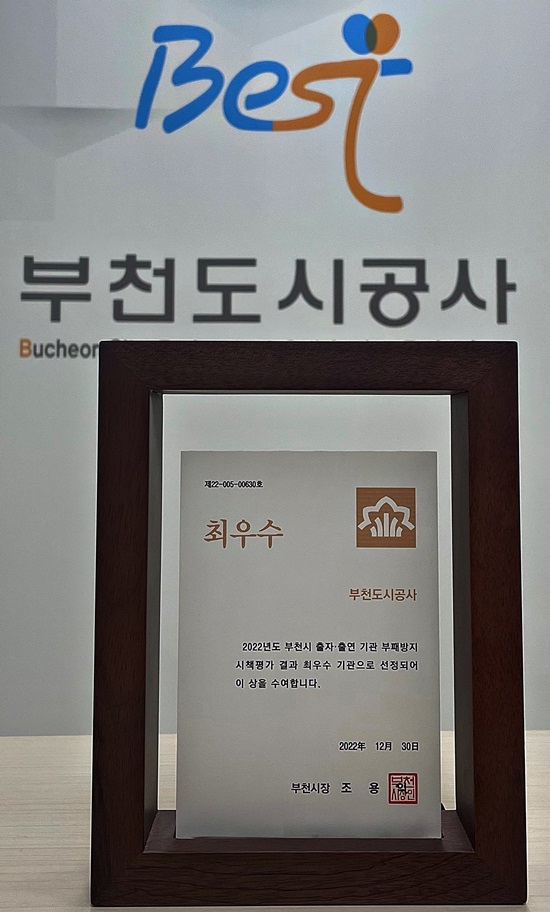 Best
부천도시공사
Bucheon
제22-005-00630호
최우수
부천도시공사
2022년도 부천시 출자·출연 기관 부패방지
시책평가 결과 최우수 기관으로 선정되어
이 상을 수여합니다.
2022年 12月 30日
부천시장 조 용